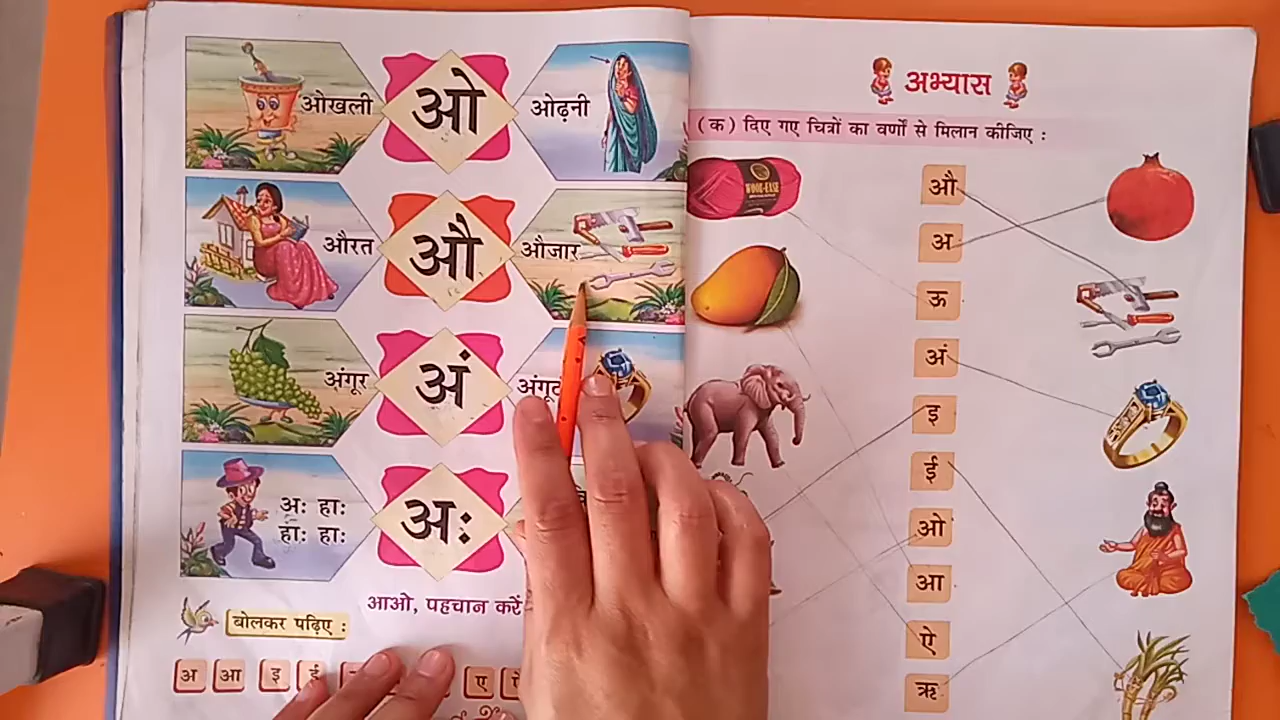 ओखली
ओ
ओढ़नी
औरत
औ
औजार
अंगूर
अं
अः हाः
हाः हाः
अः
आओ, पहचान करें
बोलकर पढ़िए :
अ आ इ ई ए
अभ्यास
(क) दिए गए चित्रों का वर्णों से मिलान कीजिए :
WOOL-EASE
औ
अ
ऊ
अं
इ
ई
ओ
आ
ऐ
ऋ